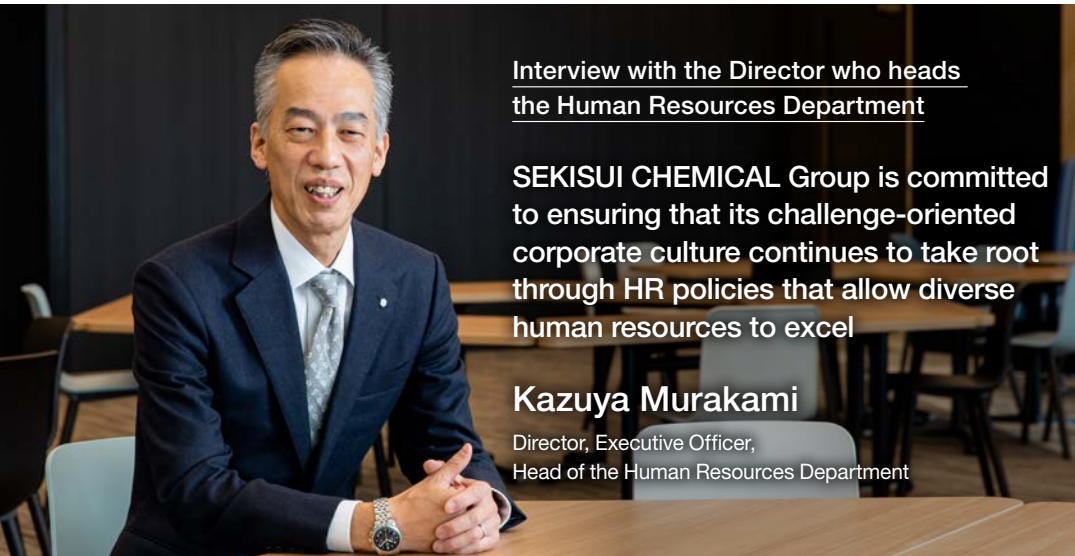 Interview with the Director who heads
the Human Resources Department
SEKISUI CHEMICAL Group is committed
to ensuring that its challenge-oriented
corporate culture continues to take root
through HR policies that allow diverse
human resources to excel
Kazuya Murakami
Director, Executive Officer,
Head of the Human Resources Department